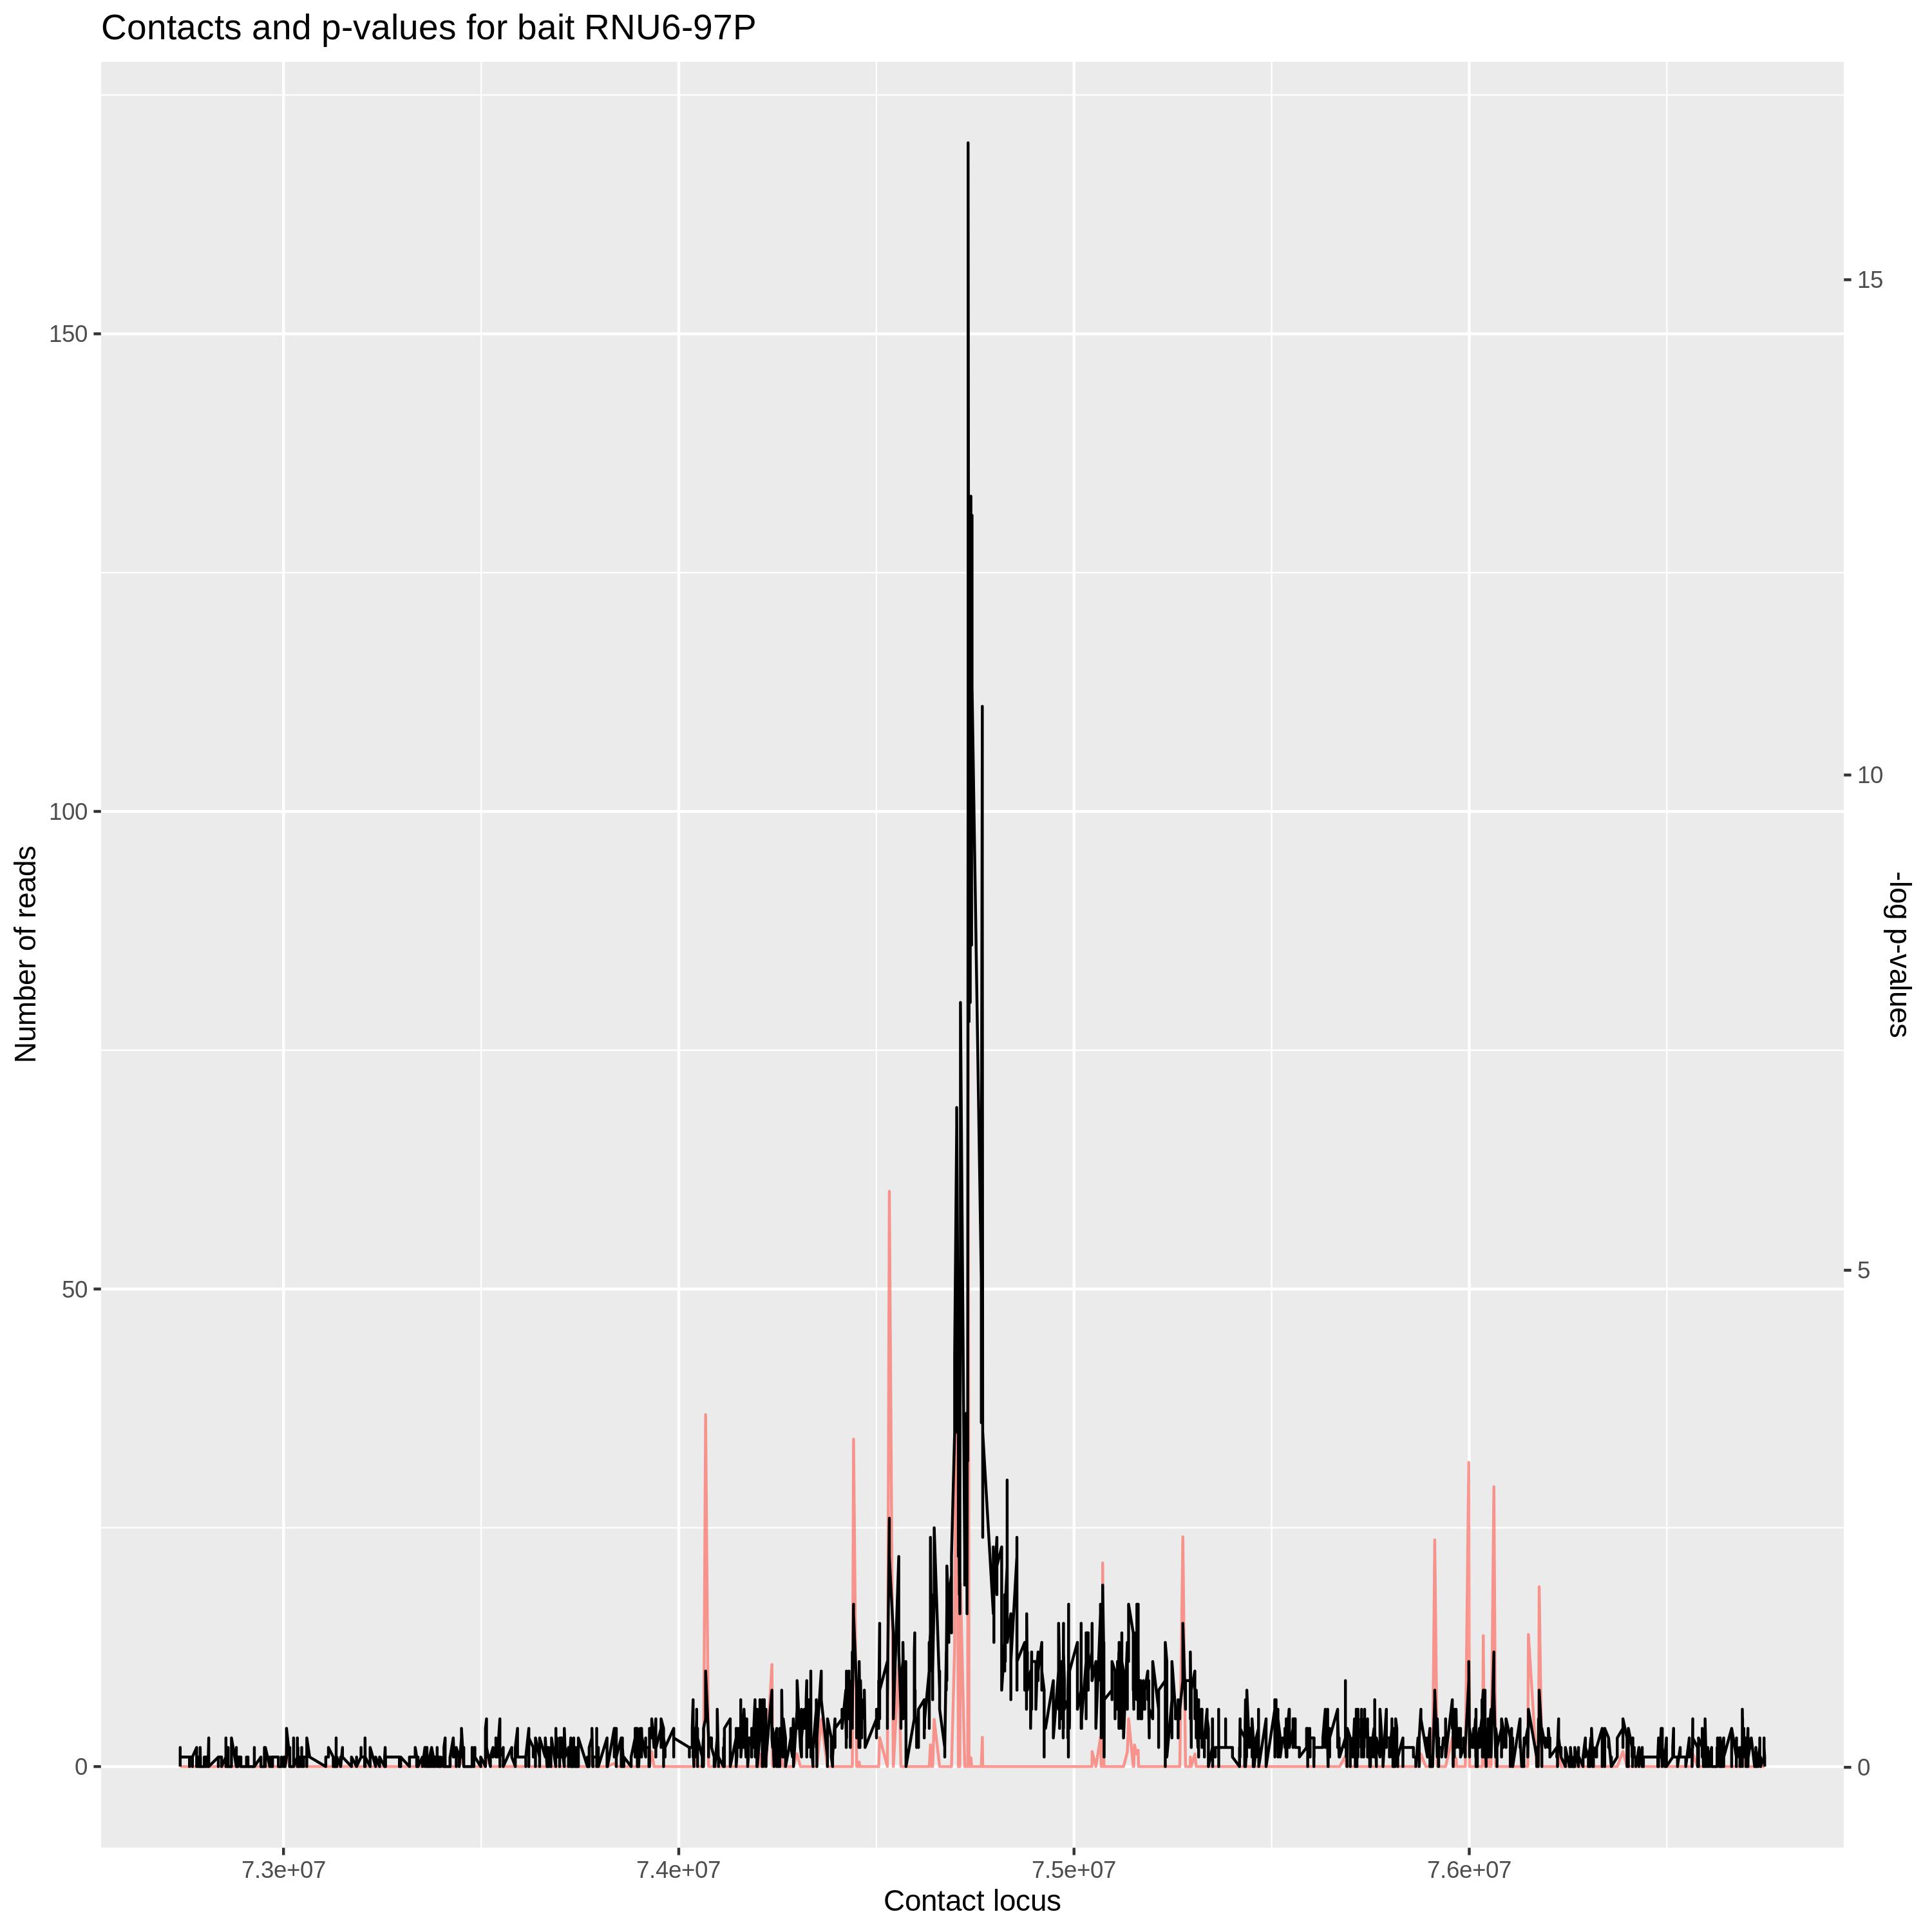 Contacts and p-values for bait RNU6-97P
150
100
50
0
Number of reads
15
10
5
0
-log p-values
7.3e+07 7.4e+07 7.5e+07 7.6e+07
Contact locus